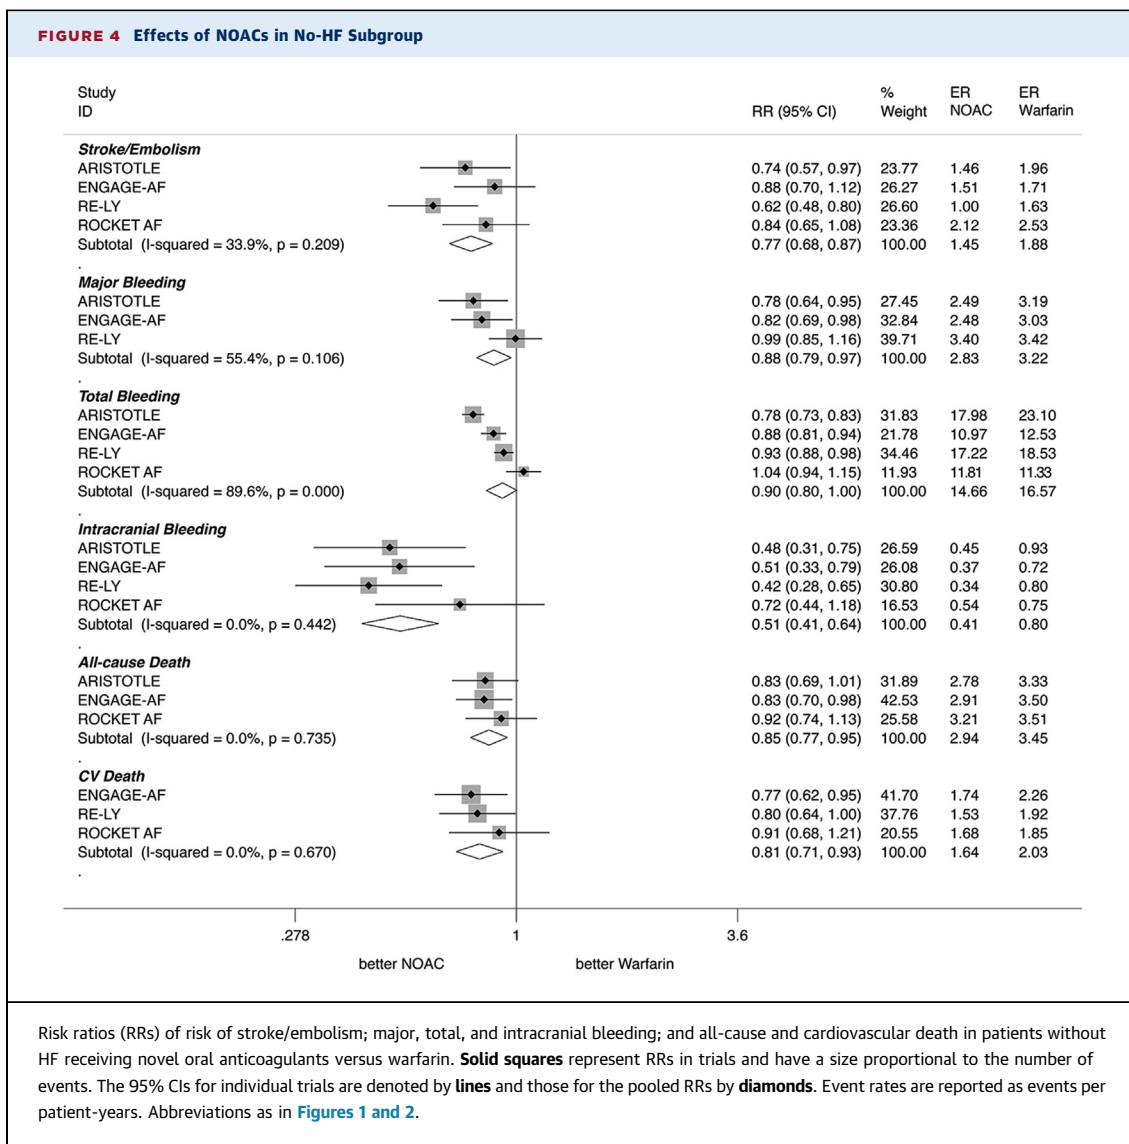 FIGURE 4 Effects of NOACs in No-HF Subgroup
Study % ER ER
ID RR (95% CI) Weight NOAC Warfarin
Stroke/Embolism
ARISTOTLE 0.74 (0.57, 0.97) 23.77 1.46 1.96
ENGAGE-AF 0.88 (0.70, 1.12) 26.27 1.51 1.71
RE-LY 0.62 (0.48, 0.80) 26.60 1.00 1.63
ROCKET AF 0.84 (0.65, 1.08) 23.36 2.12 2.53
Subtotal (I-squared = 33.9%, p = 0.209) 0.77 (0.68, 0.87) 100.00 1.45 1.88
.
Major Bleeding
ARISTOTLE 0.78 (0.64, 0.95) 27.45 2.49 3.19
ENGAGE-AF 0.82 (0.69, 0.98) 32.84 2.48 3.03
RE-LY 0.99 (0.85, 1.16) 39.71 3.40 3.42
Subtotal (I-squared = 55.4%, p = 0.106) 0.88 (0.79, 0.97) 100.00 2.83 3.22
.
Total Bleeding
ARISTOTLE 0.78 (0.73, 0.83) 31.83 17.98 23.10
ENGAGE-AF 0.88 (0.81, 0.94) 21.78 10.97 12.53
RE-LY 0.93 (0.88, 0.98) 34.46 17.22 18.53
ROCKET AF 1.04 (0.94, 1.15) 11.93 11.81 11.33
Subtotal (I-squared = 89.6%, p = 0.000) 0.90 (0.80, 1.00) 100.00 14.66 16.57
.
Intracranial Bleeding
ARISTOTLE 0.48 (0.31, 0.75) 26.59 0.45 0.93
ENGAGE-AF 0.51 (0.33, 0.79) 26.08 0.37 0.72
RE-LY 0.42 (0.28, 0.65) 30.80 0.34 0.80
ROCKET AF 0.72 (0.44, 1.18) 16.53 0.54 0.75
Subtotal (I-squared = 0.0%, p = 0.442) 0.51 (0.41, 0.64) 100.00 0.41 0.80
.
All-cause Death
ARISTOTLE 0.83 (0.69, 1.01) 31.89 2.78 3.33
ENGAGE-AF 0.83 (0.70, 0.98) 42.53 2.91 3.50
ROCKET AF 0.92 (0.74, 1.13) 25.58 3.21 3.51
Subtotal (I-squared = 0.0%, p = 0.735) 0.85 (0.77, 0.95) 100.00 2.94 3.45
.
CV Death
ENGAGE-AF 0.77 (0.62, 0.95) 41.70 1.74 2.26
RE-LY 0.80 (0.64, 1.00) 37.76 1.53 1.92
ROCKET AF 0.91 (0.68, 1.21) 20.55 1.68 1.85
Subtotal (I-squared = 0.0%, p = 0.670) 0.81 (0.71, 0.93) 100.00 1.64 2.03
.
.278 1 3.6
better NOAC better Warfarin
Risk ratios (RRs) of risk of stroke/embolism; major, total, and intracranial bleeding; and all-cause and cardiovascular death in patients without
HF receiving novel oral anticoagulants versus warfarin. Solid squares represent RRs in trials and have a size proportional to the number of
events. The 95% CIs for individual trials are denoted by lines and those for the pooled RRs by diamonds. Event rates are reported as events per
patient-years. Abbreviations as in Figures 1 and 2.